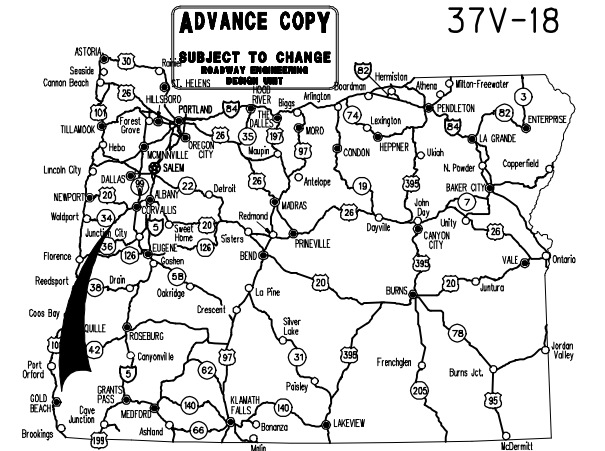 37V-18
ADVANCE COPY
SUBJECT TO CHANGE
ROADWAY ENGINEERING
DESIGN UNIT
ASTORIA
30
Rainier
Seaside
Cannon Beach
26
ST. HELENS
HILLSBORO
101
PORTLAND
84
HOOD
RIVER
Biggs
Arlington
Boardman
82
Hermiston
Athena
Milton-Freewater
PENDLETON
3
82
ENTERPRISE
TILLAMOOK
Forest
Grove
OREGON
CITY
26
35
THE
DALLES
197
MORO
74
Lexington
HEPPNER
84
LA GRANDE
Hebo
MCMINNVILLE
SALEM
Maupin
97
CONDON
Ukiah
N. Powder
Copperfield
Lincoln City
DALLAS
99
22
Detroit
26
Antelope
19
395
BAKER CITY
NEWPORT
20
ALBANY
CORVALLIS
MADRAS
26
John
Day
7
Waldport
34
5
Sweet
Home
20
Redmond
Dayville
Unity
26
Junction City
36
126
EUGENE
126
Sisters
PRINEVILLE
CANYON
CITY
Florence
Goshen
BEND
395
VALE
Ontario
Reedsport
38
Drain
58
Oakridge
La Pine
20
BURNS
20
Juntura
Coos Bay
Crescent
QUILLE
ROSEBURG
Silver
Lake
78
10
42
Canyonville
97
31
395
Frenchglen
Jordan
Valley
Port
Orford
5
62
Paisley
Burns Jct.
GOLD
BEACH
GRANTS
PASS
MEDFORD
140
KLAMATH
FALLS
140
205
95
Cave
Junction
Brookings
199
Ashland
66
Bonanza
LAKEVIEW
Malin
McDermitt